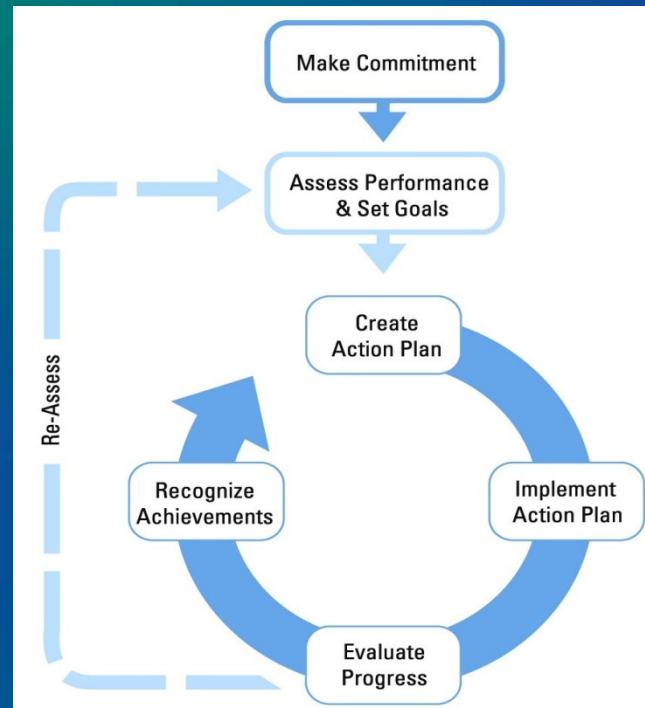 Make Commitment
Assess Performance
& Set Goals
Create
Action Plan
Re-Assess
Recognize
Achievements
Implement
Action Plan
Evaluate
Progress